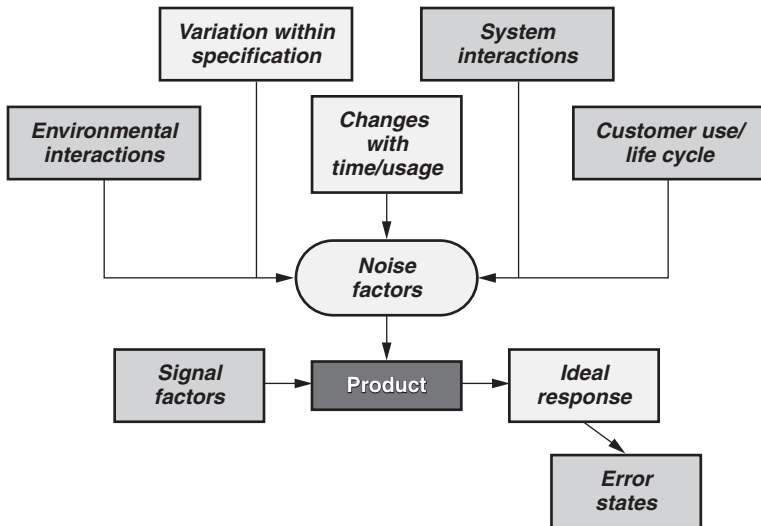 Variation within
specification
System
interactions
Environmental
interactions
Changes
with
time/usage
Customer use/
life cycle
Noise
factors
Signal
factors
Product
Ideal
response
Error
states